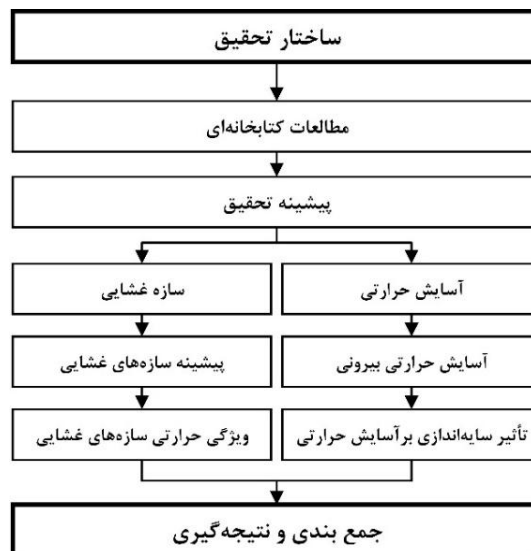 ساختار تحقیق
مطالعات کتابخانه‌ای
پیشینه تحقیق
آسایش حرارتی
سازه غشایی
آسایش حرارتی بیرونی
پیشینه سازه‌های غشایی
تأثیر سایه‌اندازی برآسایش حرارتی
ویژگی حرارتی سازه‌های غشایی
جمع بندی و نتیجه‌گیری